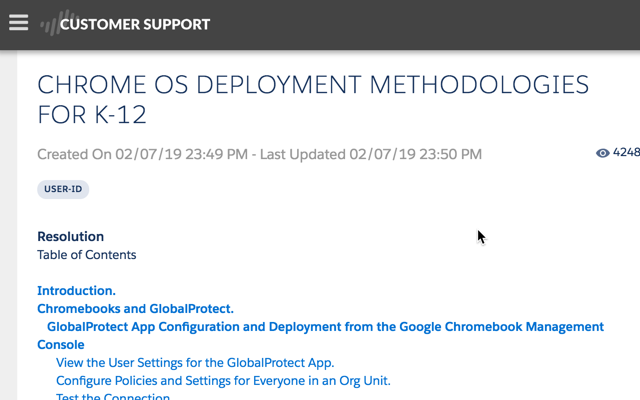 CUSTOMER SUPPORT
CHROME OS DEPLOYMENT METHODOLOGIES
FOR K-12
Created On 02/07/19 23:49 PM - Last Updated 02/07/19 23:50 PM
4248
USER-ID
Resolution
Table of Contents
Introduction.
Chromebooks and GlobalProtect.
GlobalProtect App Configuration and Deployment from the Google Chromebook Management
Console
View the User Settings for the GlobalProtect App.
Configure Policies and Settings for Everyone in an Org Unit.
Test the Connection